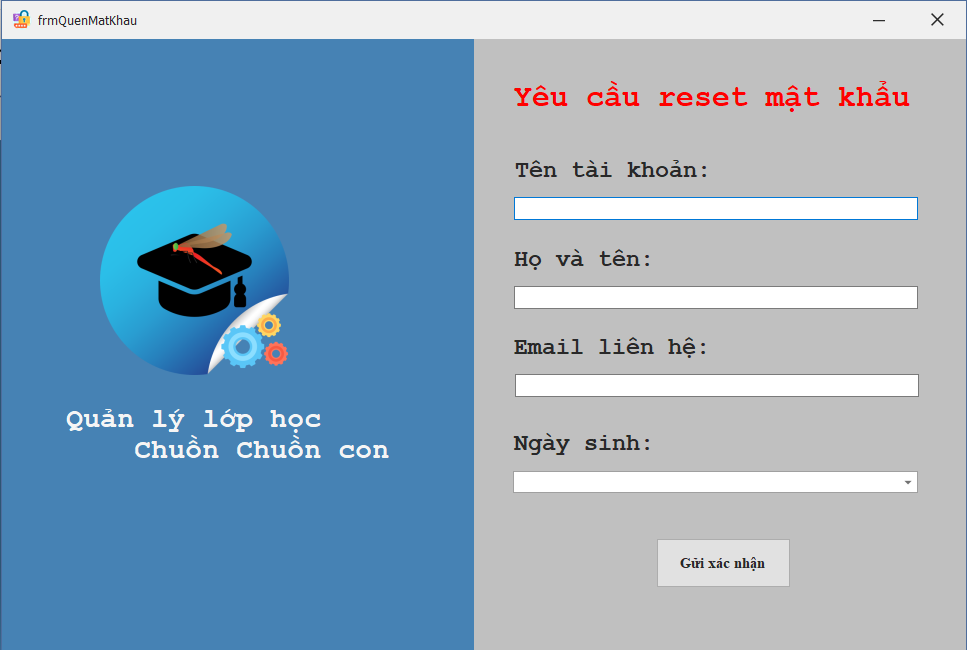 frmQuenMatKhau
Yêu cầu reset mật khẩu
Tên tài khoản:
Họ và tên:
Email liên hệ:
Ngày sinh:
Gửi xác nhận
Quản lý lớp học
Chuồn Chuồn con